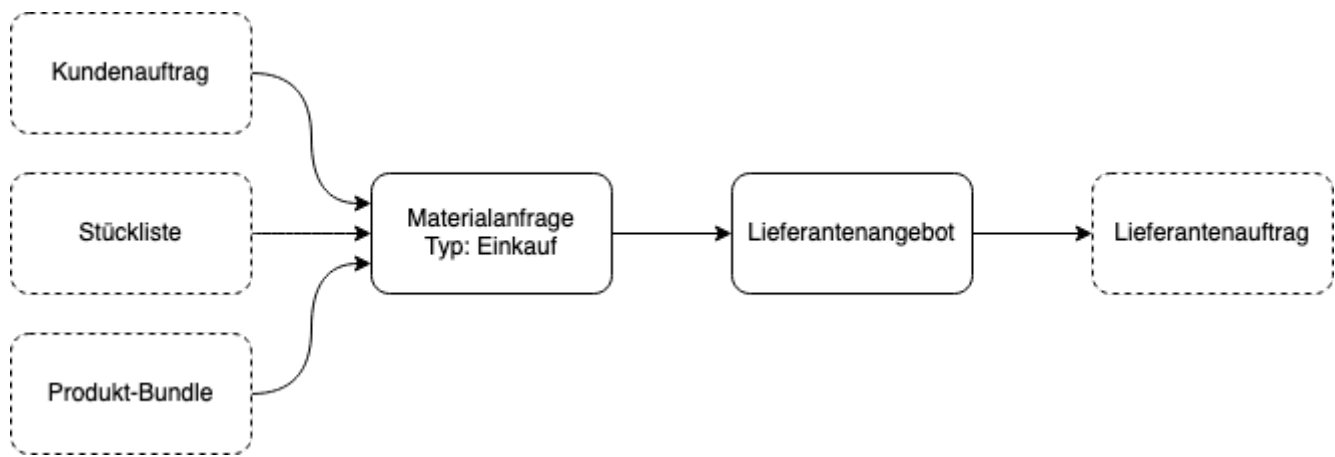 Kundenauftrag
Stückliste
Produkt-Bundle
Materialanfrage
Typ: Einkauf
Lieferantenangebot
Lieferantenauftrag